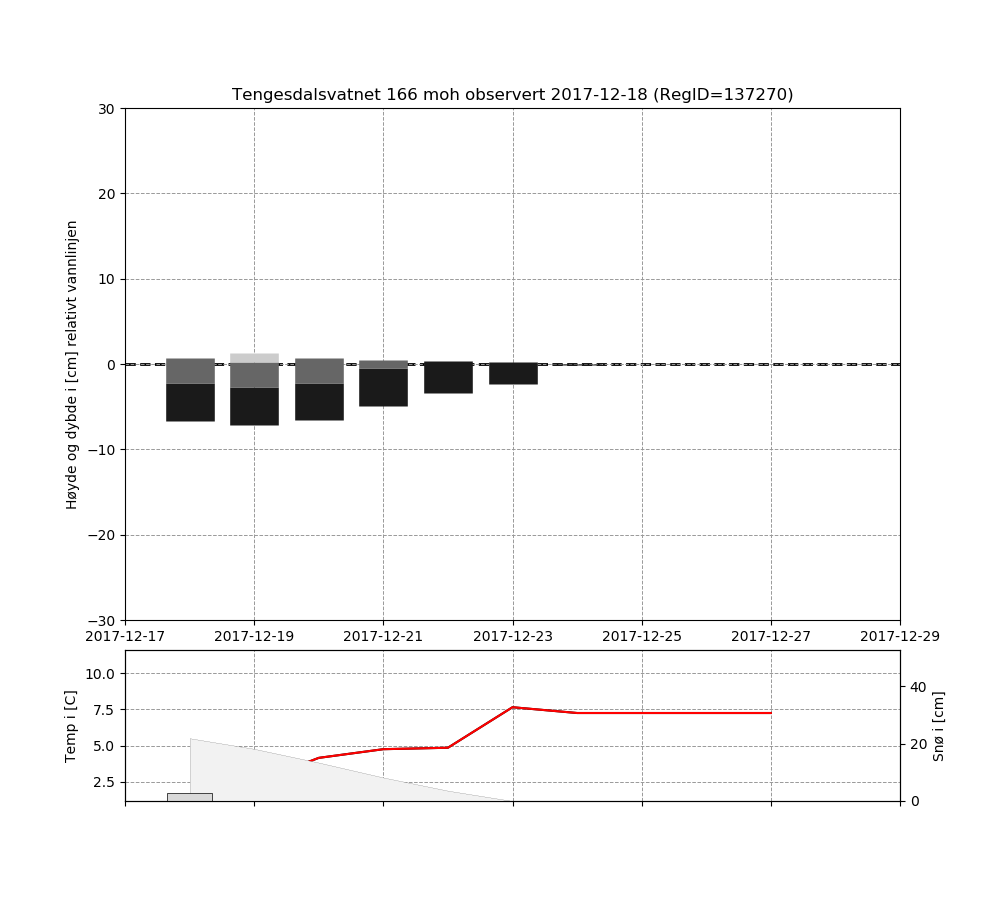 Tengesdalsvatnet 166 moh observert 2017-12-18 (RegID=137270)
Høyde og dybde i [cm] relativt vannlinjen
30
20
10
0
−10
−20
−30
2017-12-17 2017-12-19 2017-12-21 2017-12-23 2017-12-25 2017-12-27 2017-12-29
Temp i [C]
10.0
7.5
5.0
2.5
40
20
0
Snø i [cm]